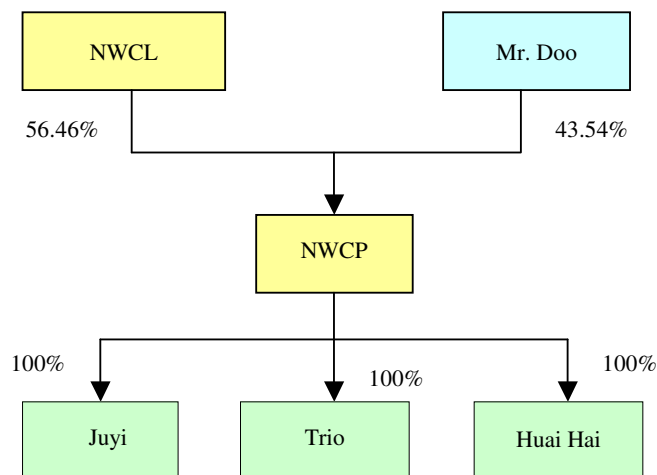 NWCL
Mr. Doo
56.46%
43.54%
NWCP
100%
100%
100%
Juyi
Trio
Huai Hai